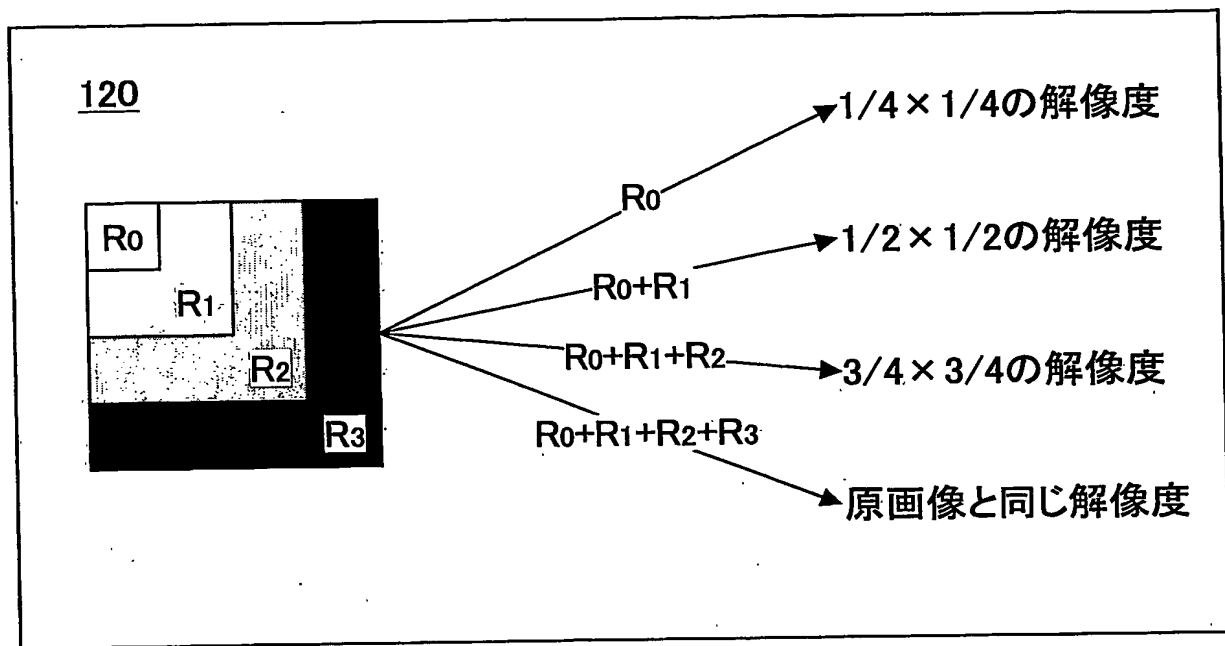 120
R0
R1
R2
R3
R0
R0+R1
R0+R1+R2
R0+R1+R2+R3
1/4×1/4の解像度
1/2×1/2の解像度
3/4×3/4の解像度
原画像と同じ解像度